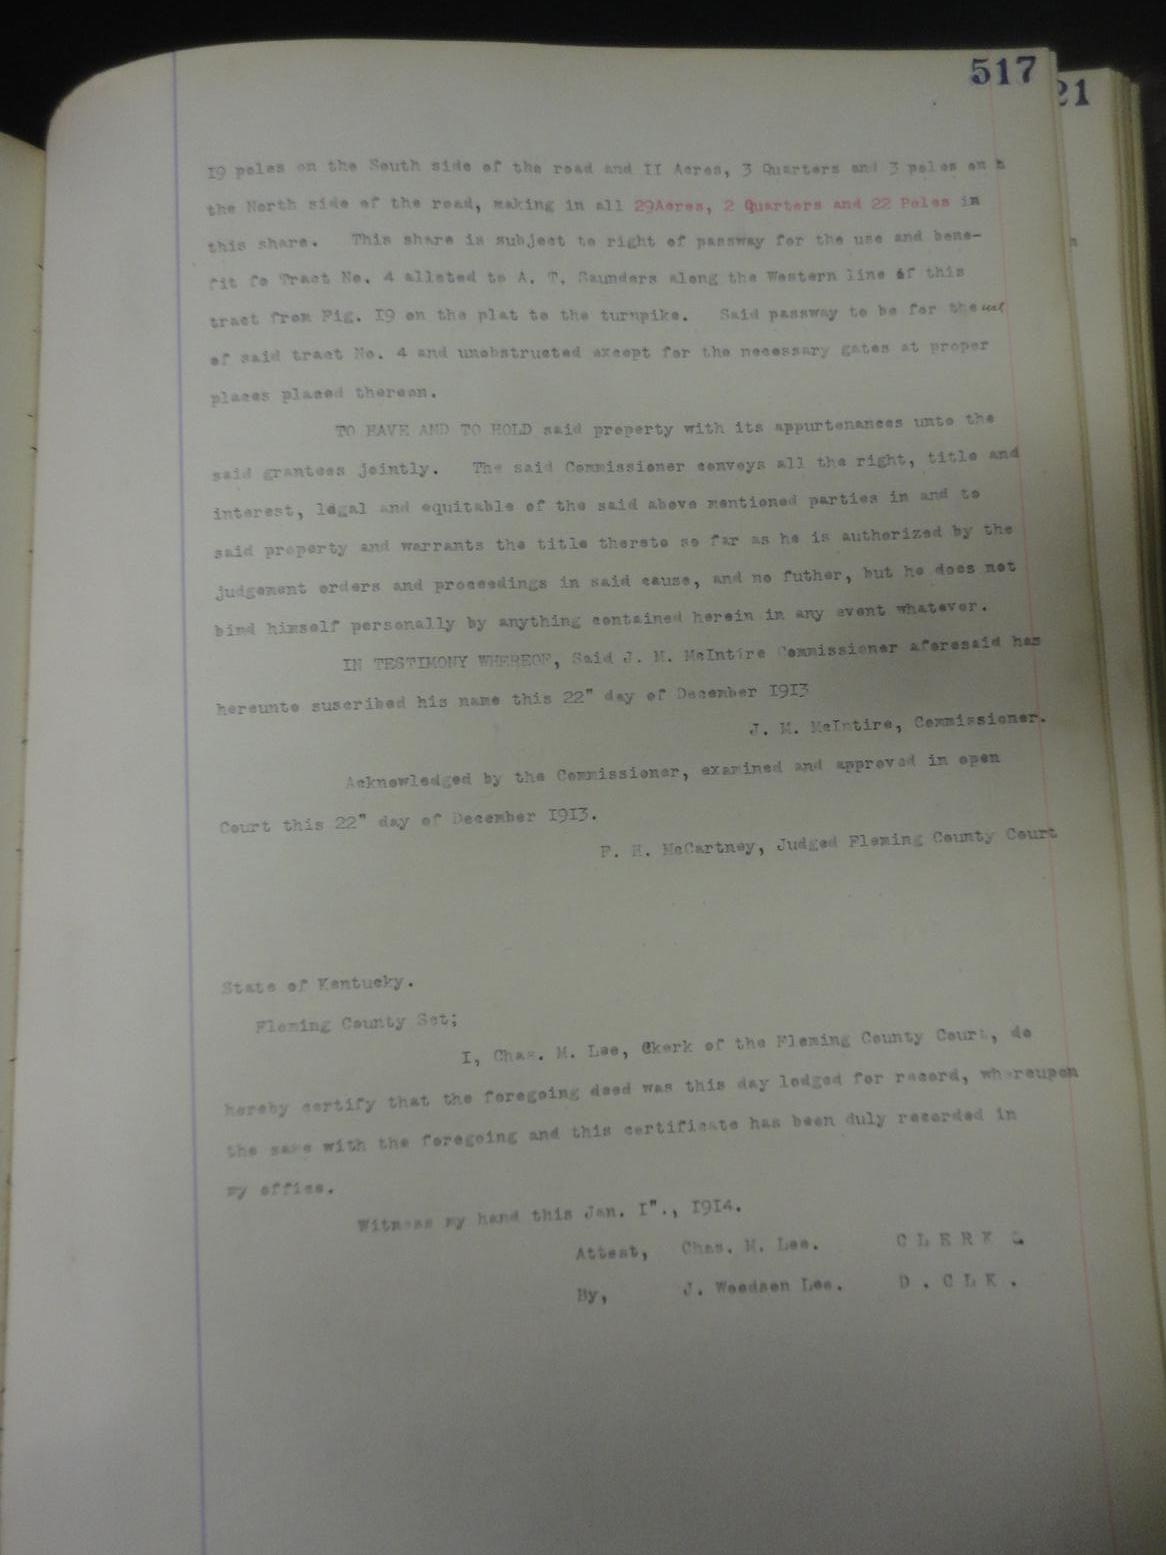 517
21
19 poles on the South side of the road and II Acres, 3 Quarters and 3 poles on
the North side of the road, making in all 29Acres, 2 Quarters and 22 Poles in
this share. This share is subject to right of passway for the use and bene-
fit fo Tract No. 4 alloted to A. T. Saunders along the Western line of this
tract from Fig. I9 on the plat to the turnpike. Said passway to be for the use
of said tract No. 4 and unobstructed except for the necessary gates at proper
places placed thereon.
TO HAVE AND TO HOLD said property with its appurtenances unto the
said grantees jointly. The said Commissioner conveys all the right, title and
interest, legal and equitable of the said above mentioned parties in and to
said property and warrants the title thereto so far as he is authorized by the
judgement orders and proceedings in said cause, and no futher, but he does not
bind himself personally by anything contained herein in any event whatever.
IN TESTIMONY WHEREOF, Said J. M. McIntire Commissioner aforesaid has
hereunto suscribed his name this 22" day of December I9I3
J. M. McIntire, Commissioner.
Acknowledged by the Commissioner, examined and approved in open
Court this 22" day of December I9I3.
F. H. McCartney, Judged Fleming County Court
State of Kentucky.
Fleming County Sct;
I, Chas. M. Lee, Ckerk of the Fleming County Court, do
hereby certify that the foregoing deed was this day lodged for record, whereupon
the same with the foregoing and this certificate has been duly recorded in
my office.
Witness my hand this Jan. I"., I9I4.
Attest, Chas. M. Lee. C L E R K
By, J. Woodson Lee. D . C L K .